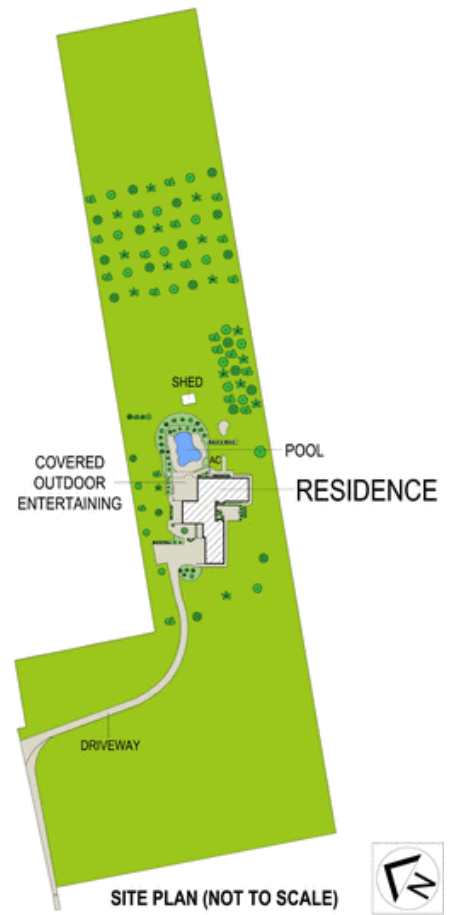 SHED
POOL
AC
COVERED
OUTDOOR
ENTERTAINING
RESIDENCE
DRIVEWAY
SITE PLAN (NOT TO SCALE)
N